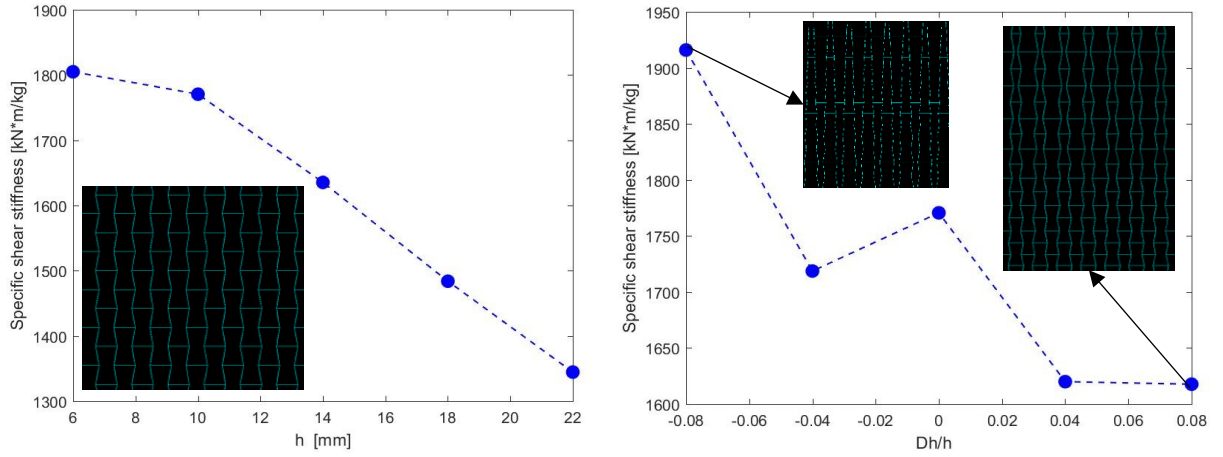 Specific shear stiffness [kN*m/kg]
1900
1800
1700
1600
1500
1400
1300
6 8 10 12 14 16 18 20 22
h [mm]
Specific shear stiffness [kN*m/kg]
1950
1900
1850
1800
1750
1700
1650
1600
-0.08 -0.06 -0.04 -0.02 0 0.02 0.04 0.06 0.08
Dh/h